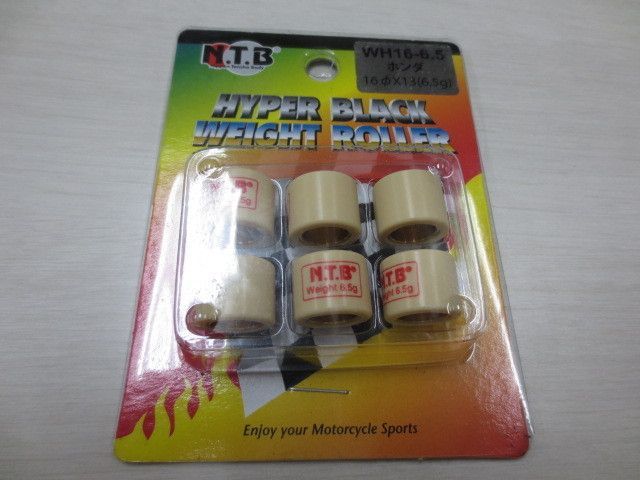 N.T.B
WH16-6.5
ホンダ
16φX13(6.5g)
HYPER BLACK
WEIGHT ROLLER
N.T.B
Weight 6.5g
N.T.B
6.5g
Enjoy your Motorcycle Sports